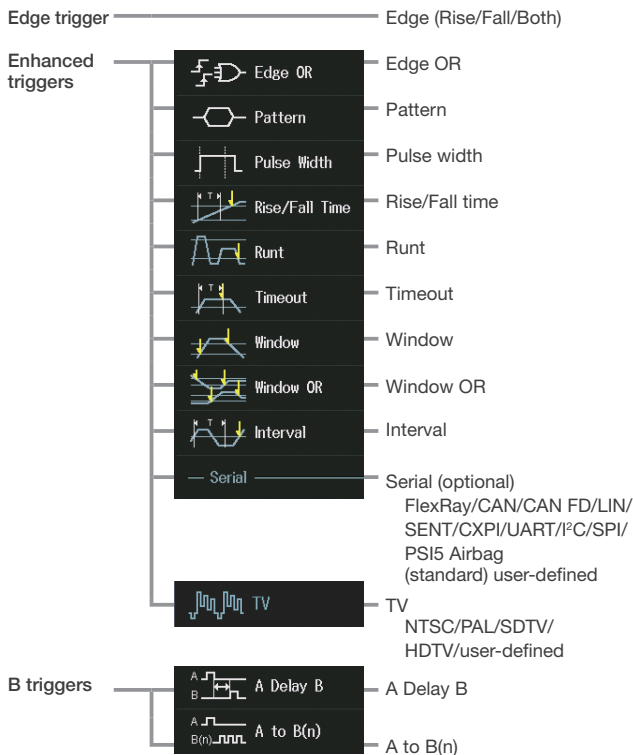 Edge trigger
Edge (Rise/Fall/Both)
Enhanced
triggers
Edge OR
Edge OR
Pattern
Pattern
Pulse Width
Pulse width
T
Rise/Fall Time
Rise/Fall time
Runt
Runt
T
Timeout
Timeout
Window
Window
Window OR
Window OR
T
Interval
Interval
Serial
Serial (optional)
FlexRay/CAN/CAN FD/LIN/
SENT/CXPI/UART/I²C/SPI/
PSI5 Airbag
(standard) user-defined
TV
TV
NTSC/PAL/SDTV/
HDTV/user-defined
B triggers
A
B
A Delay B
A Delay B
A
B(n)
A to B(n)
A to B(n)